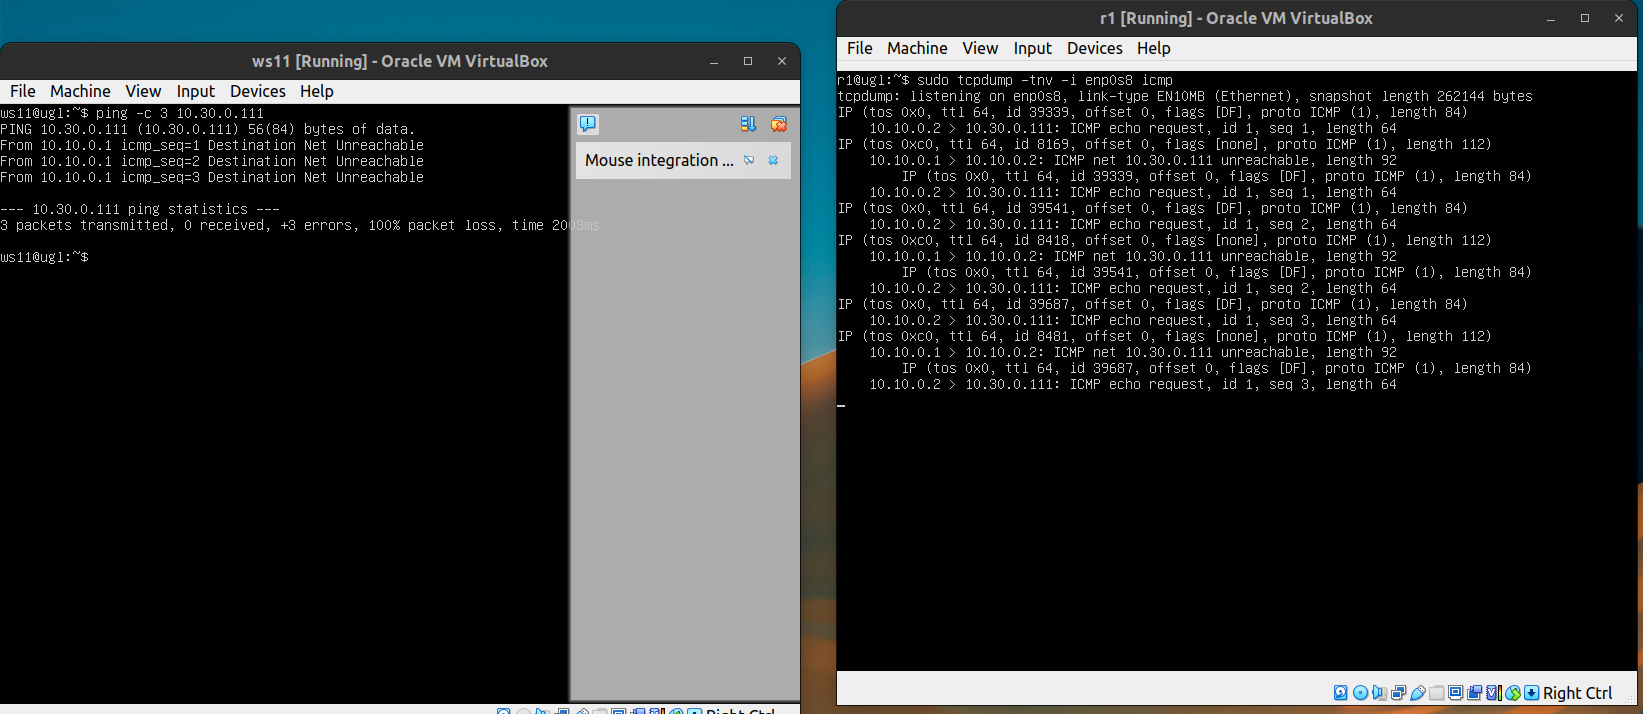 ws11 [Running] - Oracle VM VirtualBox
File Machine View Input Devices Help
ws11@ugl:~$ ping -c 3 10.30.0.111
PING 10.30.0.111 (10.30.0.111) 56(84) bytes of data.
From 10.10.0.1 icmp_seq=1 Destination Net Unreachable
From 10.10.0.1 icmp_seq=2 Destination Net Unreachable
From 10.10.0.1 icmp_seq=3 Destination Net Unreachable
--- 10.30.0.111 ping statistics ---
3 packets transmitted, 0 received, +3 errors, 100% packet loss, time 2003ms
ws11@ugl:~$
Mouse integration ...
Right Ctrl
r1 [Running] - Oracle VM VirtualBox
File Machine View Input Devices Help
r1@ugl:~$ sudo tcpdump -tnv -i enp0s8 icmp
tcpdump: listening on enp0s8, link-type EN10MB (Ethernet), snapshot length 262144 bytes
IP (tos 0x0, ttl 64, id 39339, offset 0, flags [DF], proto ICMP (1), length 84)
10.10.0.2 > 10.30.0.111: ICMP echo request, id 1, seq 1, length 64
IP (tos 0xc0, ttl 64, id 8169, offset 0, flags [none], proto ICMP (1), length 112)
10.10.0.1 > 10.10.0.2: ICMP net 10.30.0.111 unreachable, length 92
IP (tos 0x0, ttl 64, id 39339, offset 0, flags [DF], proto ICMP (1), length 84)
10.10.0.2 > 10.30.0.111: ICMP echo request, id 1, seq 1, length 64
IP (tos 0x0, ttl 64, id 39541, offset 0, flags [DF], proto ICMP (1), length 84)
10.10.0.2 > 10.30.0.111: ICMP echo request, id 1, seq 2, length 64
IP (tos 0xc0, ttl 64, id 8418, offset 0, flags [none], proto ICMP (1), length 112)
10.10.0.1 > 10.10.0.2: ICMP net 10.30.0.111 unreachable, length 92
IP (tos 0x0, ttl 64, id 39541, offset 0, flags [DF], proto ICMP (1), length 84)
10.10.0.2 > 10.30.0.111: ICMP echo request, id 1, seq 2, length 64
IP (tos 0x0, ttl 64, id 39687, offset 0, flags [DF], proto ICMP (1), length 84)
10.10.0.2 > 10.30.0.111: ICMP echo request, id 1, seq 3, length 64
IP (tos 0xc0, ttl 64, id 8481, offset 0, flags [none], proto ICMP (1), length 112)
10.10.0.1 > 10.10.0.2: ICMP net 10.30.0.111 unreachable, length 92
IP (tos 0x0, ttl 64, id 39687, offset 0, flags [DF], proto ICMP (1), length 84)
10.10.0.2 > 10.30.0.111: ICMP echo request, id 1, seq 3, length 64
Right Ctrl